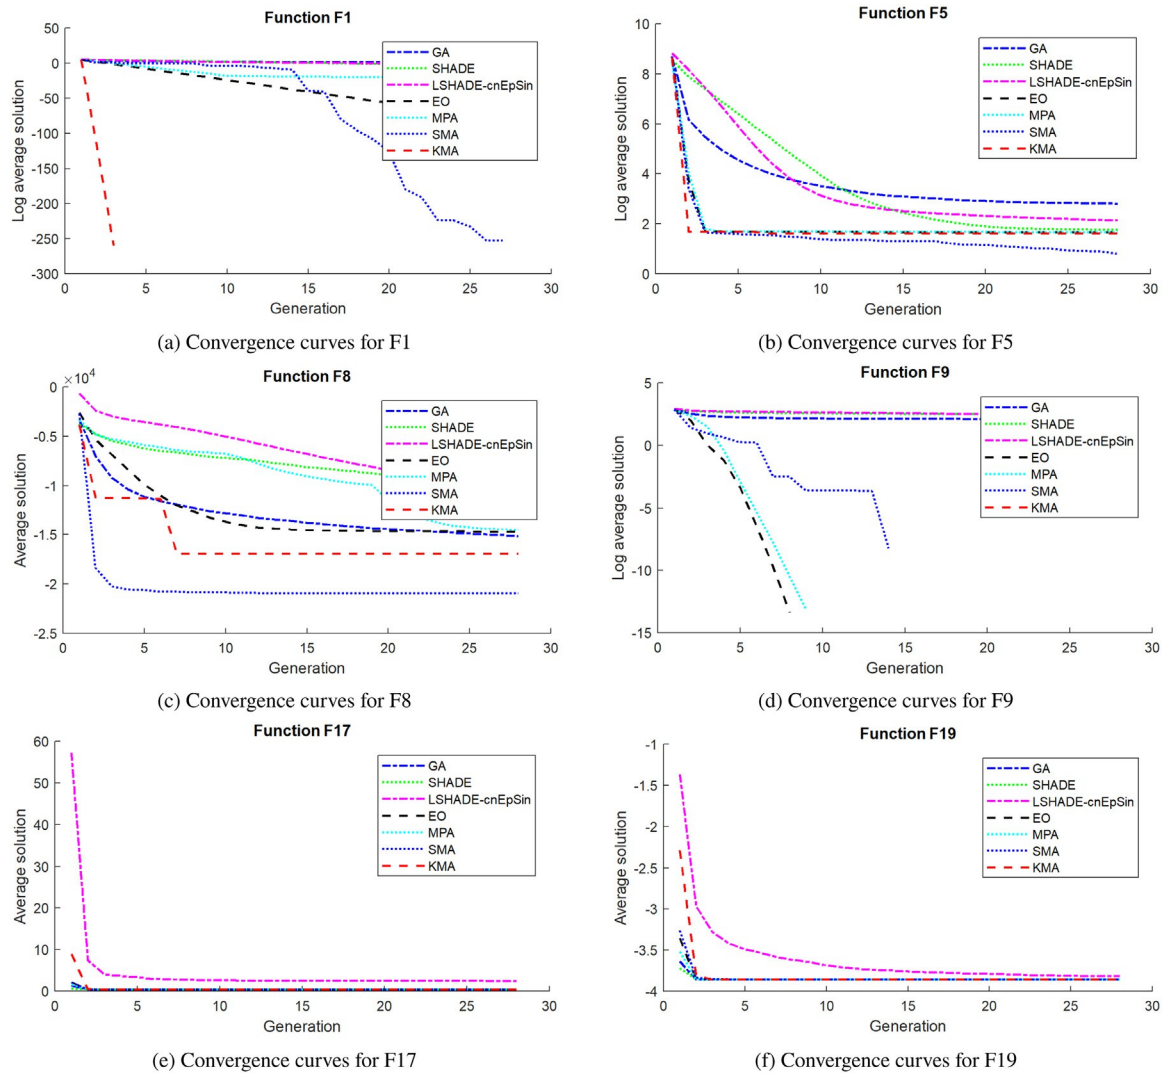 Function F1
50
0
-50
-100
-150
-200
-250
-300
Log average solution
0 5 10 15 20 25 30
Generation
GA
SHADE
LSHADE-cnEpSin
EO
MPA
SMA
KMA
(a) Convergence curves for F1
Function F5
10
8
6
4
2
0
Log average solution
0 5 10 15 20 25 30
Generation
GA
SHADE
LSHADE-cnEpSin
EO
MPA
SMA
KMA
(b) Convergence curves for F5
Function F8
×10⁴
0
-0.5
-1
-1.5
-2
-2.5
Average solution
0 5 10 15 20 25 30
Generation
GA
SHADE
LSHADE-cnEpSin
EO
MPA
SMA
KMA
(c) Convergence curves for F8
Function F9
5
0
-5
-10
-15
Log average solution
0 5 10 15 20 25 30
Generation
GA
SHADE
LSHADE-cnEpSin
EO
MPA
SMA
KMA
(d) Convergence curves for F9
Function F17
60
50
40
30
20
10
0
Average solution
0 5 10 15 20 25 30
Generation
GA
SHADE
LSHADE-cnEpSin
EO
MPA
SMA
KMA
(e) Convergence curves for F17
Function F19
-1
-1.5
-2
-2.5
-3
-3.5
-4
Average solution
0 5 10 15 20 25 30
Generation
GA
SHADE
LSHADE-cnEpSin
EO
MPA
SMA
KMA
(f) Convergence curves for F19